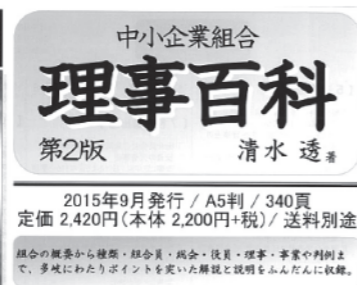 中小企業組合
理事百科
第2版 清水 透 著
2015年9月発行 / A5判 / 340頁
定価 2,420円(本体 2,200円+税)/ 送料別途
組合の概要から種類・組合員・総会・役員・理事・事業や判例ま
で、多岐にわたりポイントを突いた解説と説明をふんだんに収録。